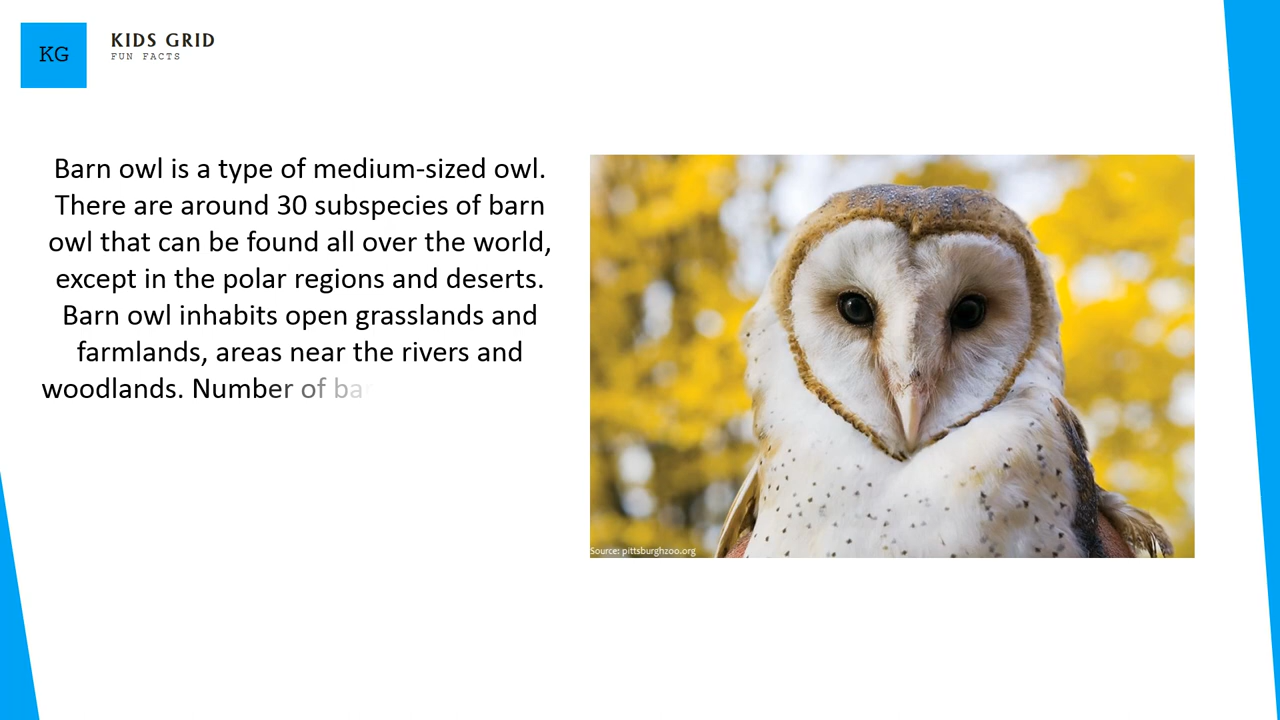 KG
KIDS GRID
FUN FACTS
Barn owl is a type of medium-sized owl.
There are around 30 subspecies of barn
owl that can be found all over the world,
except in the polar regions and deserts.
Barn owl inhabits open grasslands and
farmlands, areas near the rivers and
woodlands. Number of
Source: pittsburghzoo.org